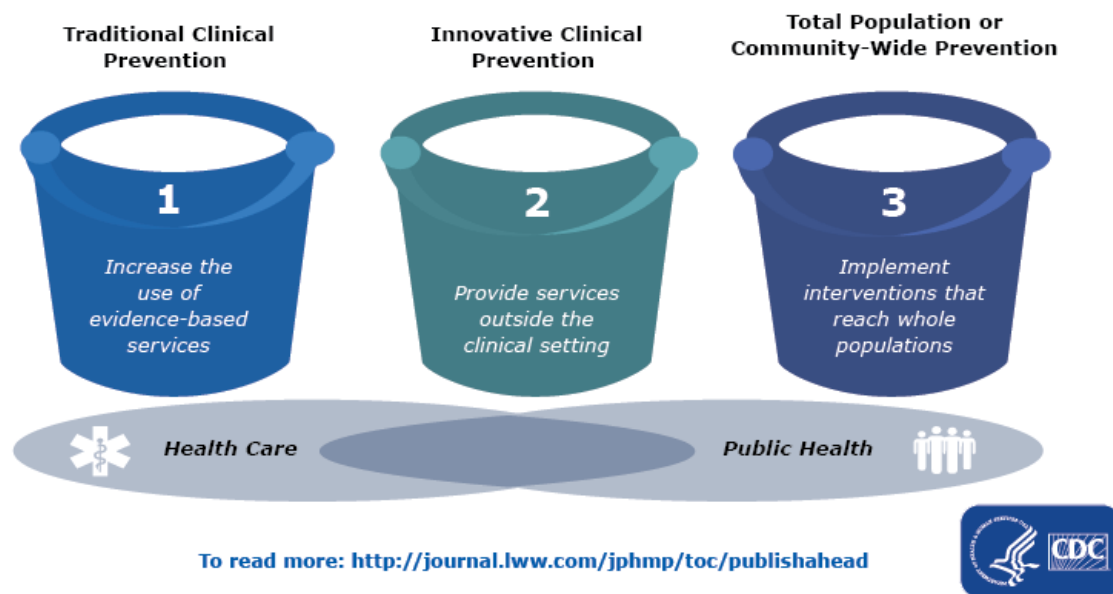 Traditional Clinical
Prevention
Innovative Clinical
Prevention
Total Population or
Community-Wide Prevention
1
Increase the
use of
evidence-based
services
2
Provide services
outside the
clinical setting
3
Implement
interventions that
reach whole
populations
Health Care
Public Health
To read more: http://journal.lww.com/jphmp/toc/publishahead
CDC